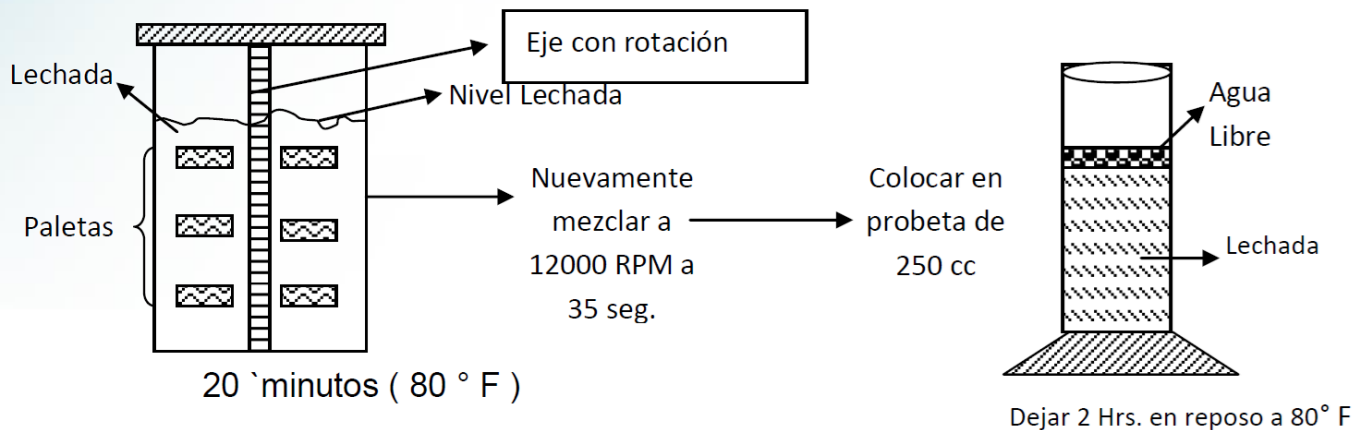 Eje con rotación
Lechada
Nivel Lechada
Paletas
20 `minutos ( 80 ° F )
Nuevamente
mezclar a
12000 RPM a
35 seg.
Colocar en
probeta de
250 cc
Agua
Libre
Lechada
Dejar 2 Hrs. en reposo a 80° F